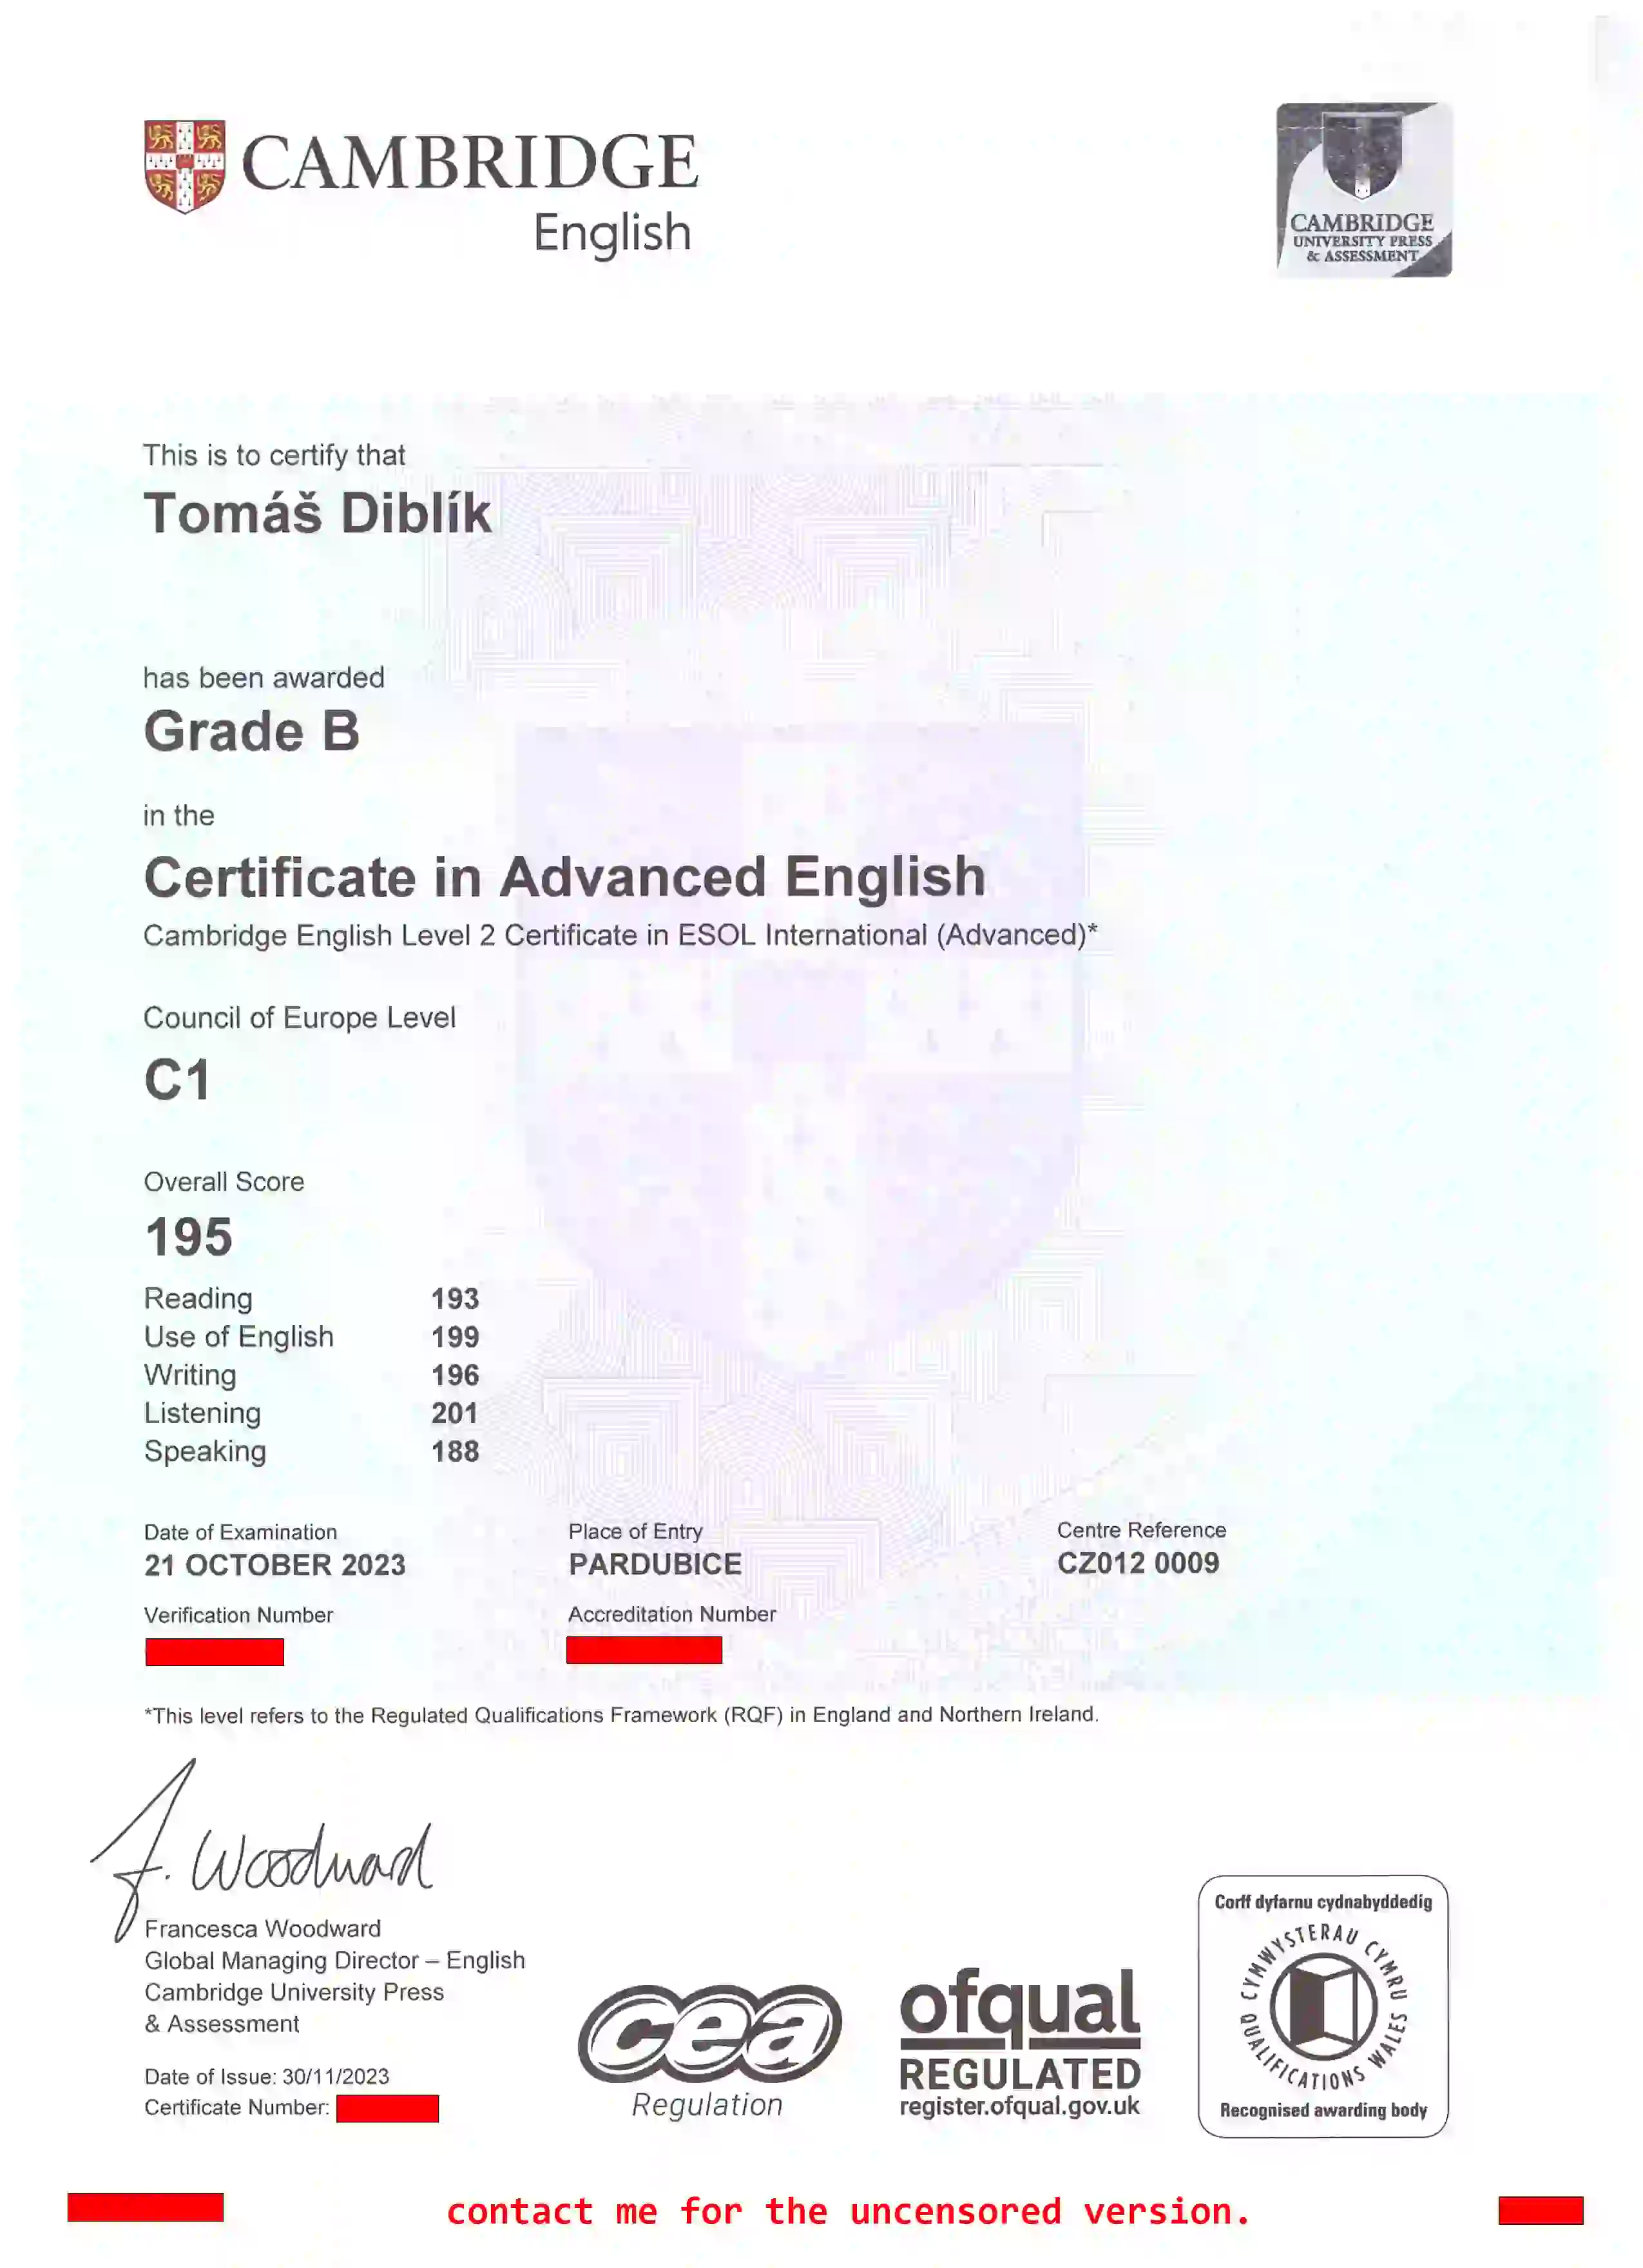 CAMBRIDGE
English
CAMBRIDGE
UNIVERSITY PRESS
& ASSESSMENT
This is to certify that
Tomáš Diblík
has been awarded
Grade B
in the
Certificate in Advanced English
Cambridge English Level 2 Certificate in ESOL International (Advanced)*
Council of Europe Level
C1
Overall Score
195
Reading 193
Use of English 199
Writing 196
Listening 201
Speaking 188
Date of Examination Place of Entry Centre Reference
21 OCTOBER 2023 PARDUBICE CZ012 0009
Verification Number Accreditation Number
*This level refers to the Regulated Qualifications Framework (RQF) in England and Northern Ireland.
F. Woodward
Francesca Woodward
Global Managing Director – English
Cambridge University Press
& Assessment
Date of Issue: 30/11/2023
Certificate Number:
cea
Regulation
ofqual
REGULATED
register.ofqual.gov.uk
Corff dyfarnu cydnabyddedig
CYMWYSTERAU CYMRU
QUALIFICATIONS WALES
Recognised awarding body
contact me for the uncensored version.